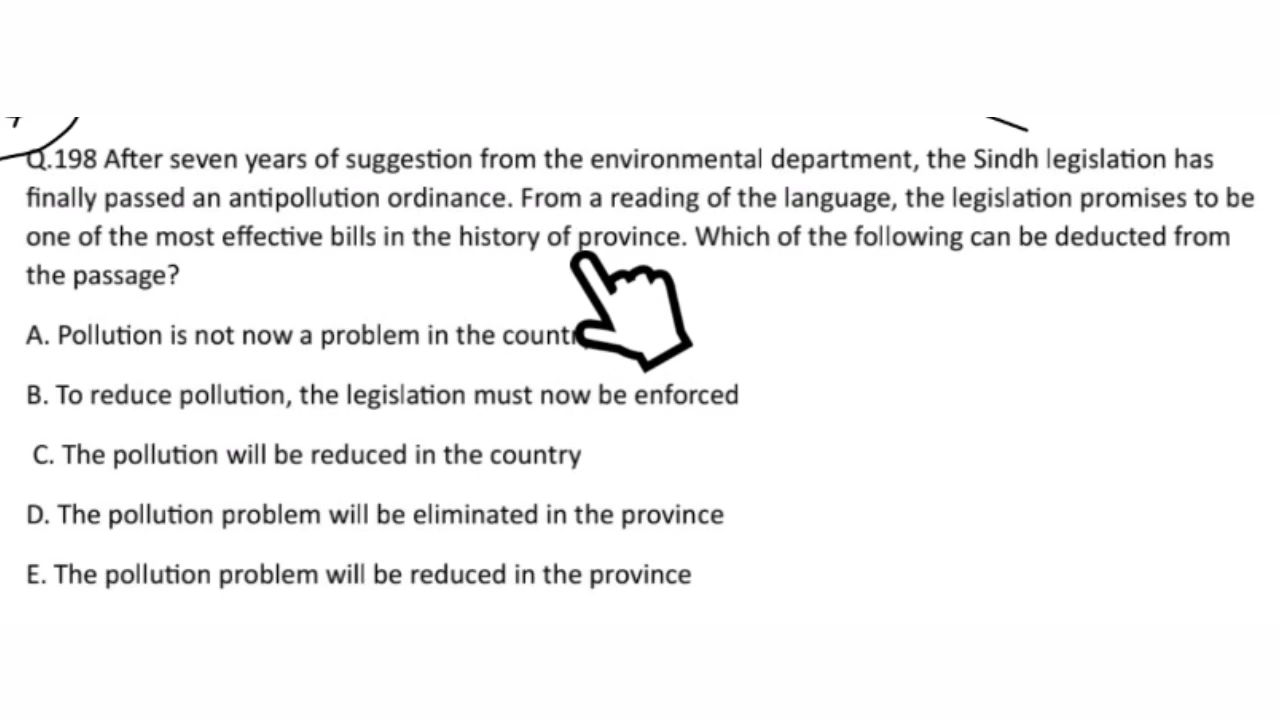 Q.198 After seven years of suggestion from the environmental department, the Sindh legislation has
finally passed an antipollution ordinance. From a reading of the language, the legislation promises to be
one of the most effective bills in the history of province. Which of the following can be deducted from
the passage?
A. Pollution is not now a problem in the
B. To reduce pollution, the legislation must now be enforced
C. The pollution will be reduced in the country
D. The pollution problem will be eliminated in the province
E. The pollution problem will be reduced in the province